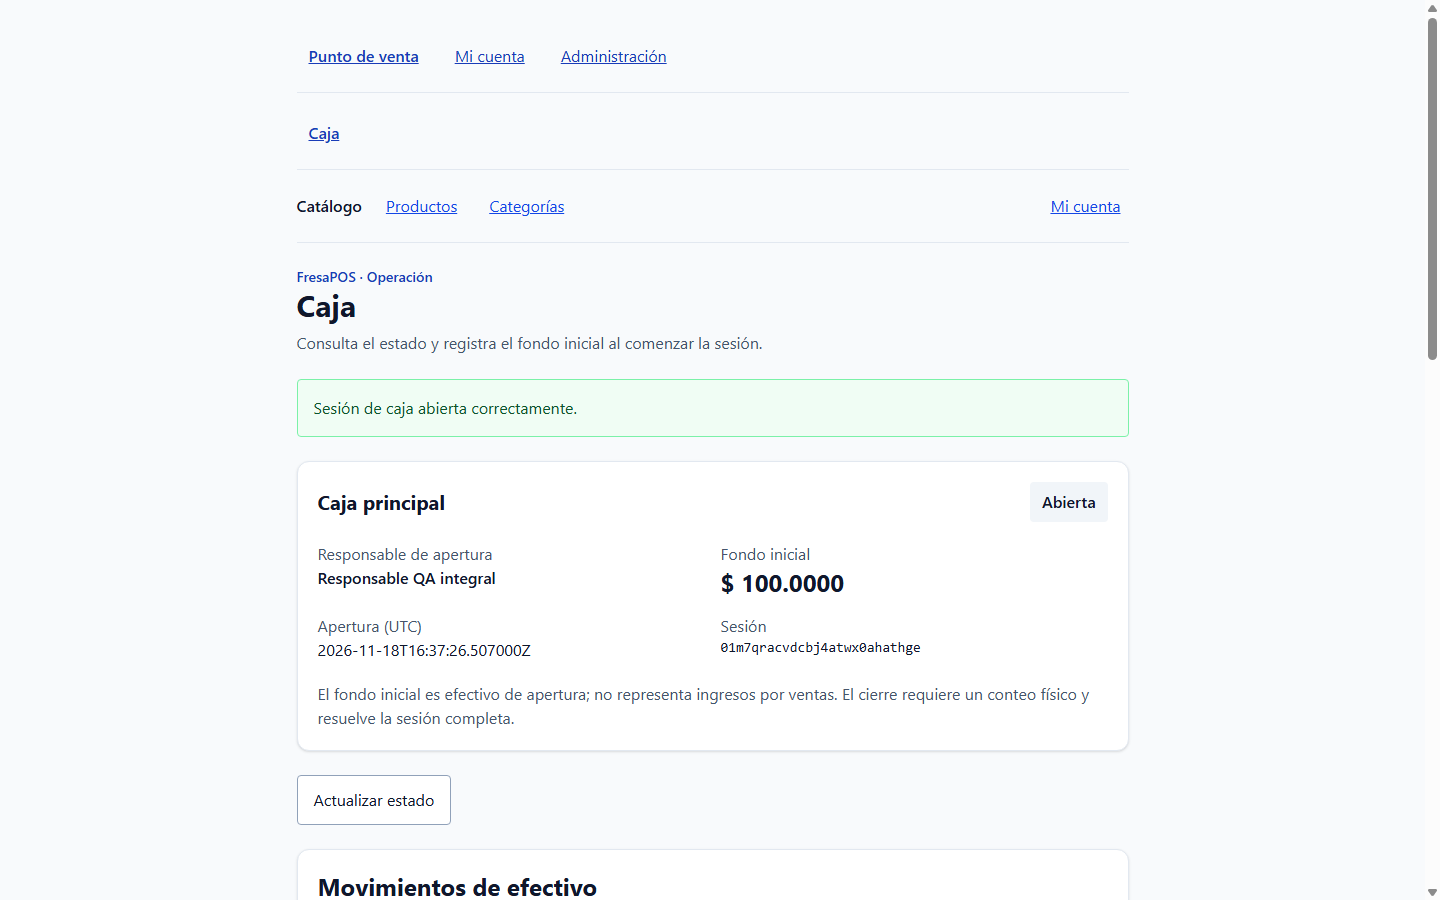 Punto de venta Mi cuenta Administración
Caja
Catálogo Productos Categorías Mi cuenta
FresaPOS · Operación
Caja
Consulta el estado y registra el fondo inicial al comenzar la sesión.
Sesión de caja abierta correctamente.
Caja principal Abierta
Responsable de apertura
Responsable QA integral
Fondo inicial
$ 100.0000
Apertura (UTC)
2026-11-18T16:37:26.507000Z
Sesión
01m7qracvdcbj4atwx0ahathge
El fondo inicial es efectivo de apertura; no representa ingresos por ventas. El cierre requiere un conteo físico y
resuelve la sesión completa.
Actualizar estado
Movimientos de efectivo